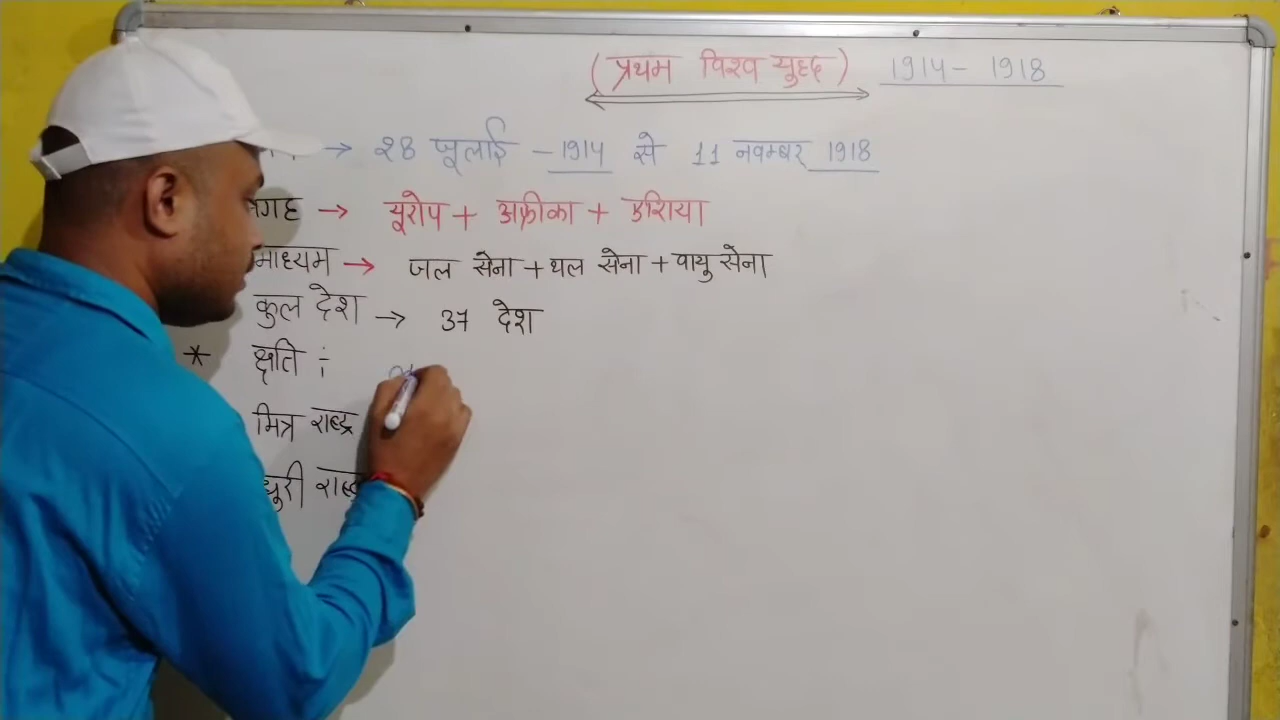 (प्रथम विश्व युद्ध) 1914 - 1918
→ 28 जूलाई - 1914 से 11 नवम्बर 1918
जगह → यूरोप + अफ्रीका + एशिया
माध्यम → जल सेना + थल सेना + वायु सेना
कुल देश → 37 देश
* क्षति :-
मित्र राष्ट्र
धुरी राष्ट्र